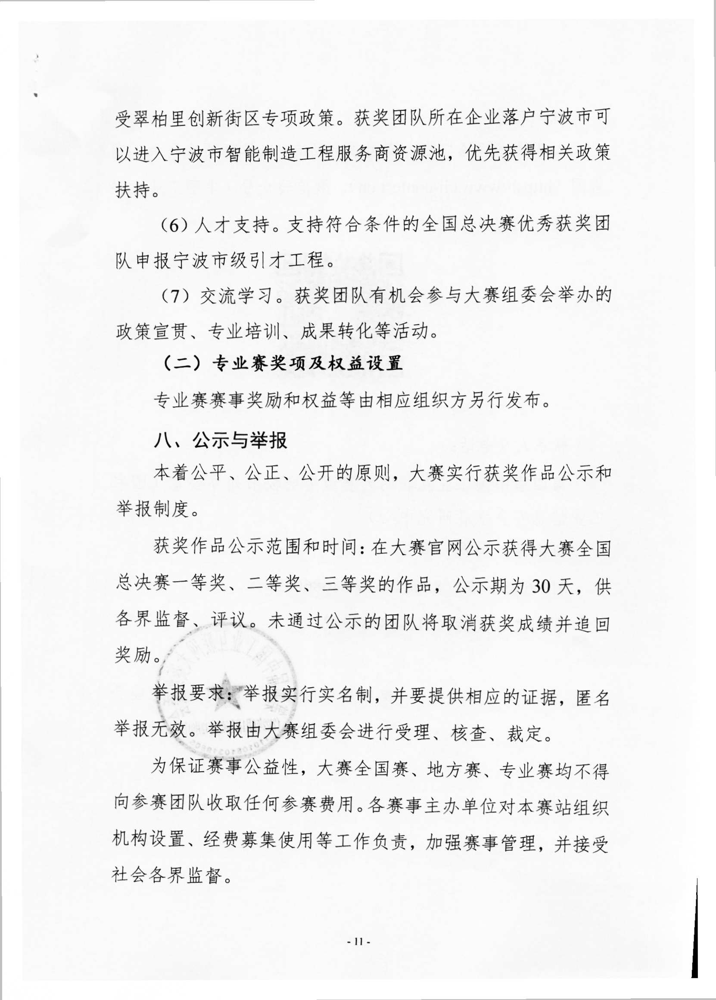 受翠柏里创新街区专项政策。获奖团队所在企业落户宁波市可
以进入宁波市智能制造工程服务商资源池，优先获得相关政策
扶持。
（6）人才支持。支持符合条件的全国总决赛优秀获奖团
队申报宁波市级引才工程。
（7）交流学习。获奖团队有机会参与大赛组委会举办的
政策宣贯、专业培训、成果转化等活动。
（二）专业赛奖项及权益设置
专业赛赛事奖励和权益等由相应组织方另行发布。
八、公示与举报
本着公平、公正、公开的原则，大赛实行获奖作品公示和
举报制度。
获奖作品公示范围和时间：在大赛官网公示获得大赛全国
总决赛一等奖、二等奖、三等奖的作品，公示期为 30 天，供
各界监督、评议。未通过公示的团队将取消获奖成绩并追回
奖励。
举报要求：举报实行实名制，并要提供相应的证据，匿名
举报无效。举报由大赛组委会进行受理、核查、裁定。
为保证赛事公益性，大赛全国赛、地方赛、专业赛均不得
向参赛团队收取任何参赛费用。各赛事主办单位对本赛站组织
机构设置、经费募集使用等工作负责，加强赛事管理，并接受
社会各界监督。
- 11 -